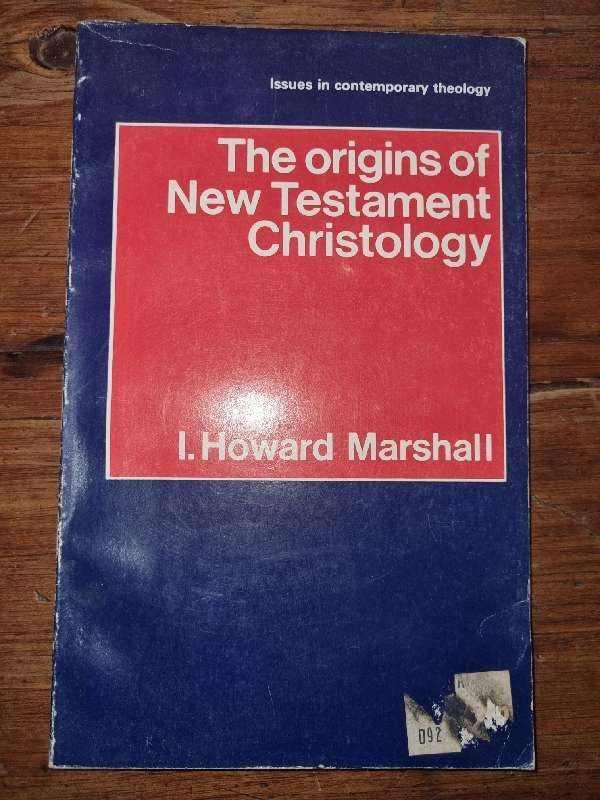 Issues in contemporary theology
The origins of
New Testament
Christology
I. Howard Marshall
092